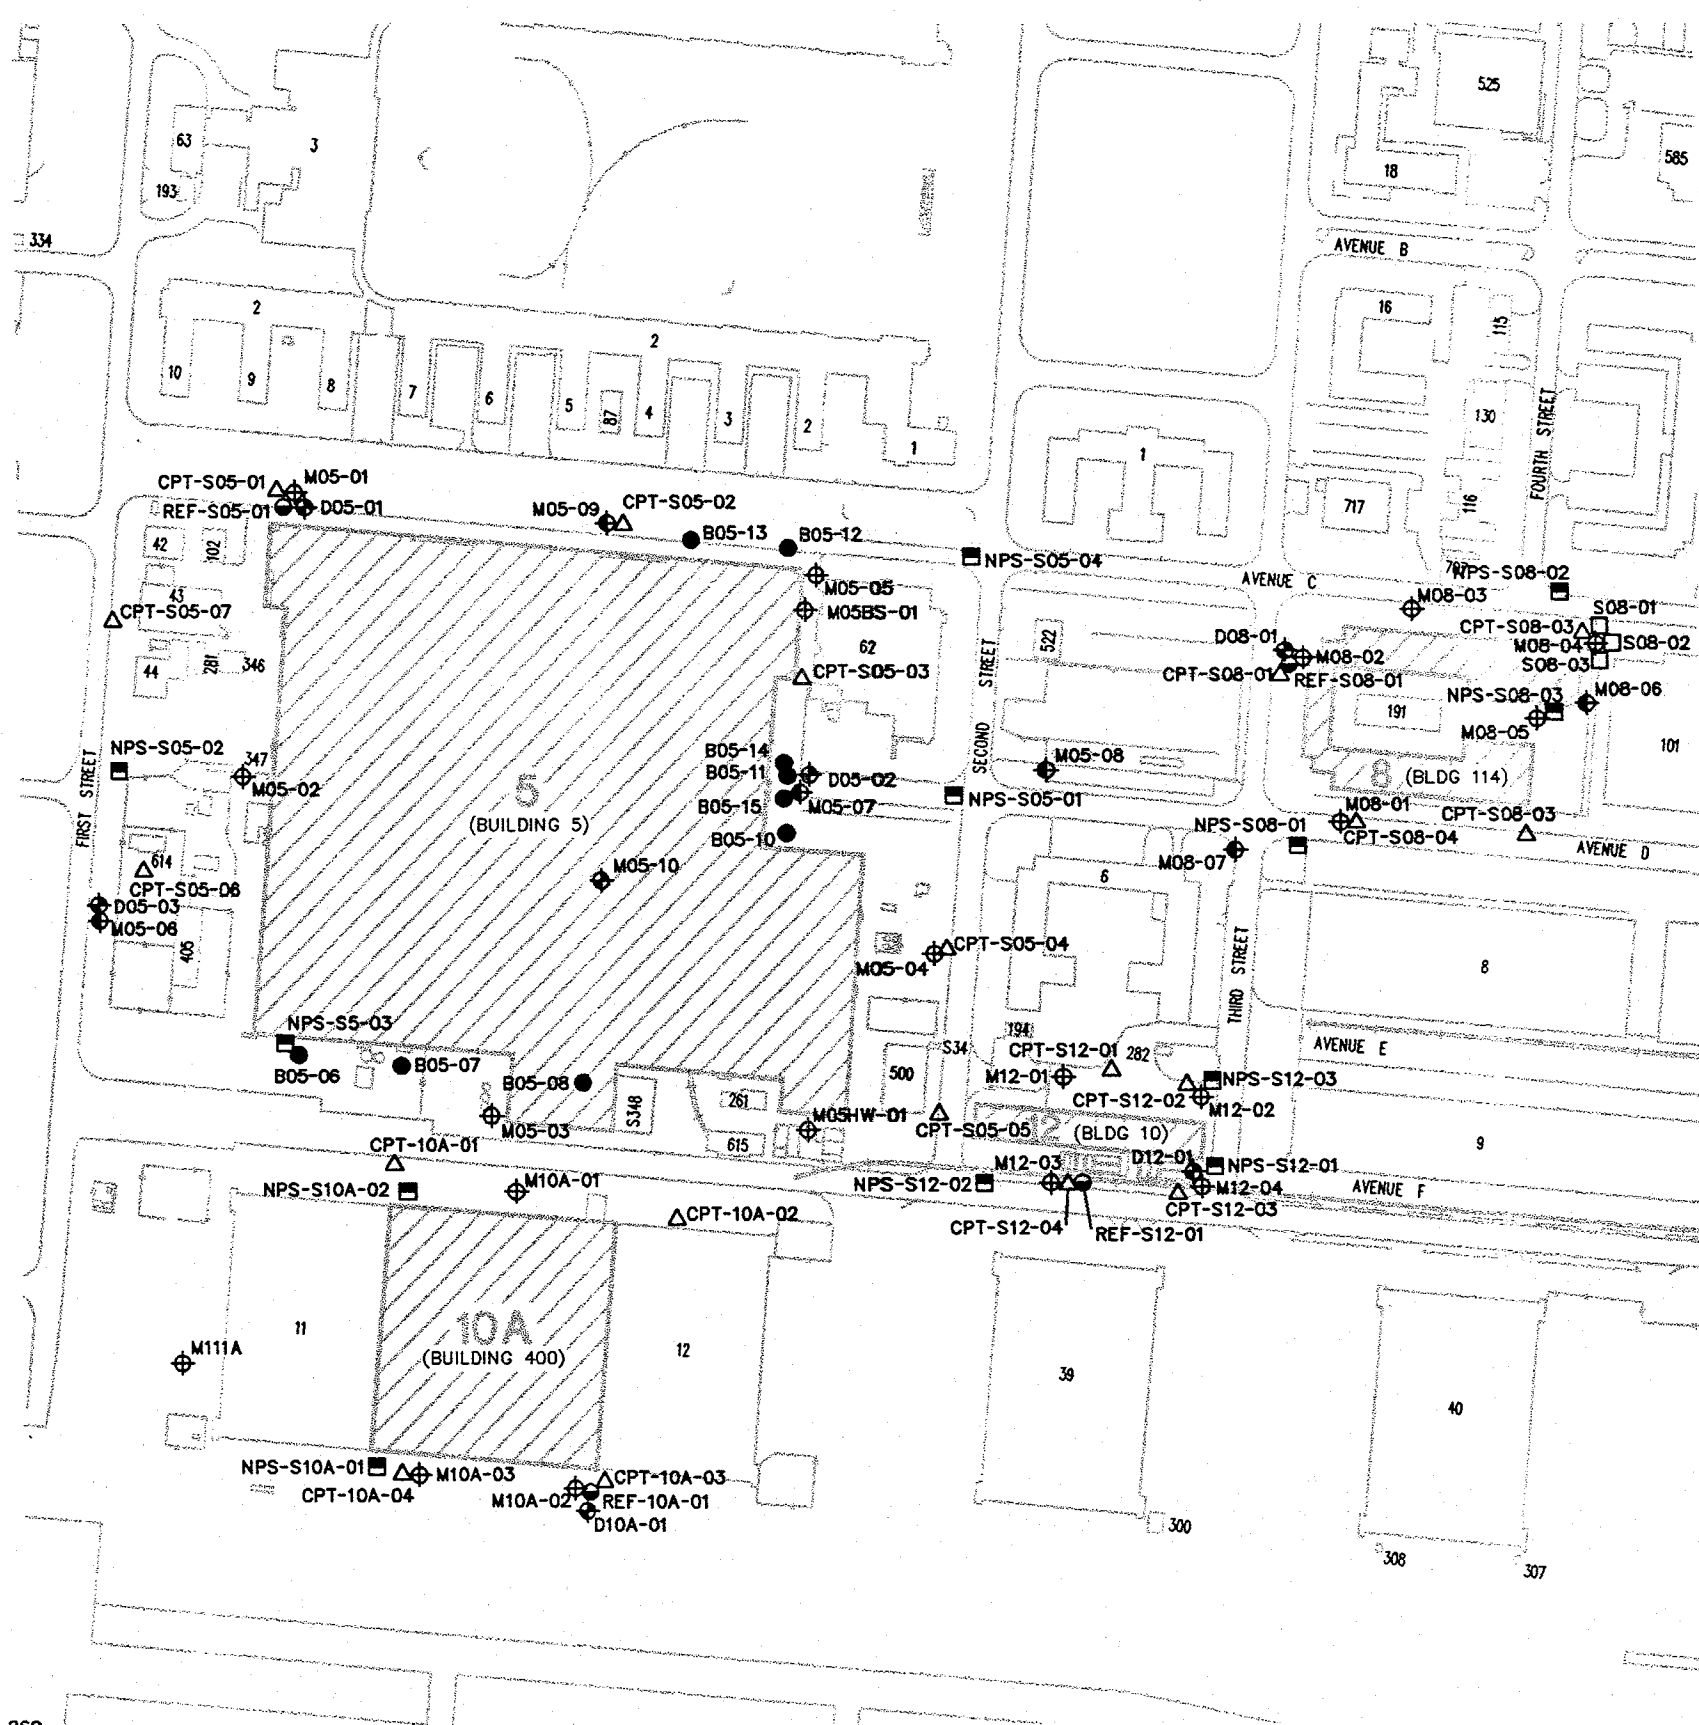 525
63
3
585
18
193
334
AVENUE B
2
16
115
2
10
9
8
7
6
5
87
4
3
2
130
1
1
FOURTH STREET
CPT-S05-01
M05-01
REF-S05-01
D05-01
M05-09
CPT-S05-02
717
116
B05-13
B05-12
42
102
NPS-S05-04
NPS-S08-02
AVENUE C
M05-05
43
M08-03
CPT-S05-07
M05BS-01
S08-01
CPT-S08-03
D08-01
522
62
M08-04
S08-02
M08-02
44
281
346
S08-03
CPT-S05-03
CPT-S08-01
REF-S08-01
SECOND STREET
NPS-S08-03
M08-06
191
M08-05
101
NPS-S05-02
347
B05-14
M05-08
B05-11
D05-02
8
(BLDG 114)
M05-02
5
B05-15
M05-07
NPS-S05-01
FIRST STREET
(BUILDING 5)
M08-01
CPT-S08-03
B05-10
NPS-S08-01
CPT-S08-04
M08-07
AVENUE D
614
M05-10
6
CPT-S05-06
D05-03
M05-06
405
CPT-S05-04
M05-04
THIRD STREET
8
NPS-S5-03
194
S34
CPT-S12-01
282
AVENUE E
B05-06
B05-07
B05-08
500
M12-01
NPS-S12-03
CPT-S12-02
M12-02
S348
261
M05HW-01
M05-03
CPT-S05-05
12
(BLDG 10)
9
615
CPT-10A-01
D12-01
M12-03
NPS-S12-01
NPS-S10A-02
M10A-01
NPS-S12-02
M12-04
AVENUE F
CPT-10A-02
CPT-S12-03
CPT-S12-04
REF-S12-01
11
10A
(BUILDING 400)
12
M111A
39
40
NPS-S10A-01
M10A-03
CPT-10A-03
CPT-10A-04
M10A-02
REF-10A-01
D10A-01
300
308
307